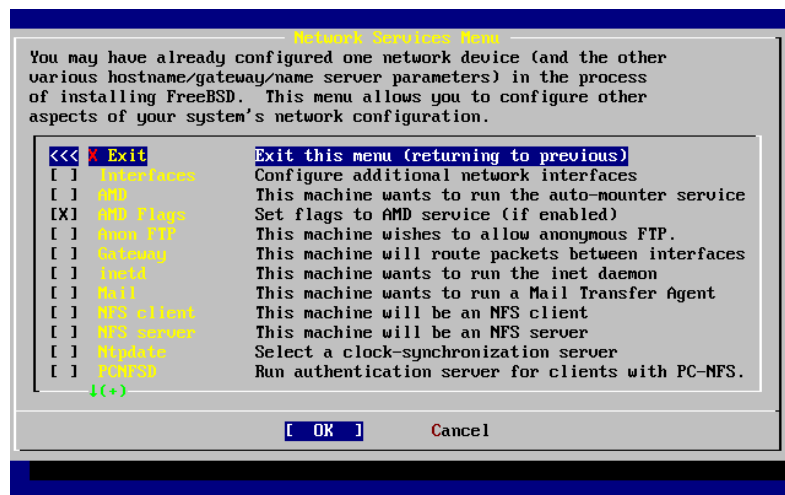 Network Services Menu
You may have already configured one network device (and the other
various hostname/gateway/name server parameters) in the process
of installing FreeBSD.  This menu allows you to configure other
aspects of your system's network configuration.
<<< X Exit Exit this menu (returning to previous)
[ ] Interfaces Configure additional network interfaces
[ ] AMD This machine wants to run the auto-mounter service
[X] AMD Flags Set flags to AMD service (if enabled)
[ ] Anon FTP This machine wishes to allow anonymous FTP.
[ ] Gateway This machine will route packets between interfaces
[ ] inetd This machine wants to run the inet daemon
[ ] Mail This machine wants to run a Mail Transfer Agent
[ ] NFS client This machine will be an NFS client
[ ] NFS server This machine will be an NFS server
[ ] Ntpdate Select a clock-synchronization server
[ ] PCNFSD Run authentication server for clients with PC-NFS.
↓(+)
[ OK ] Cancel